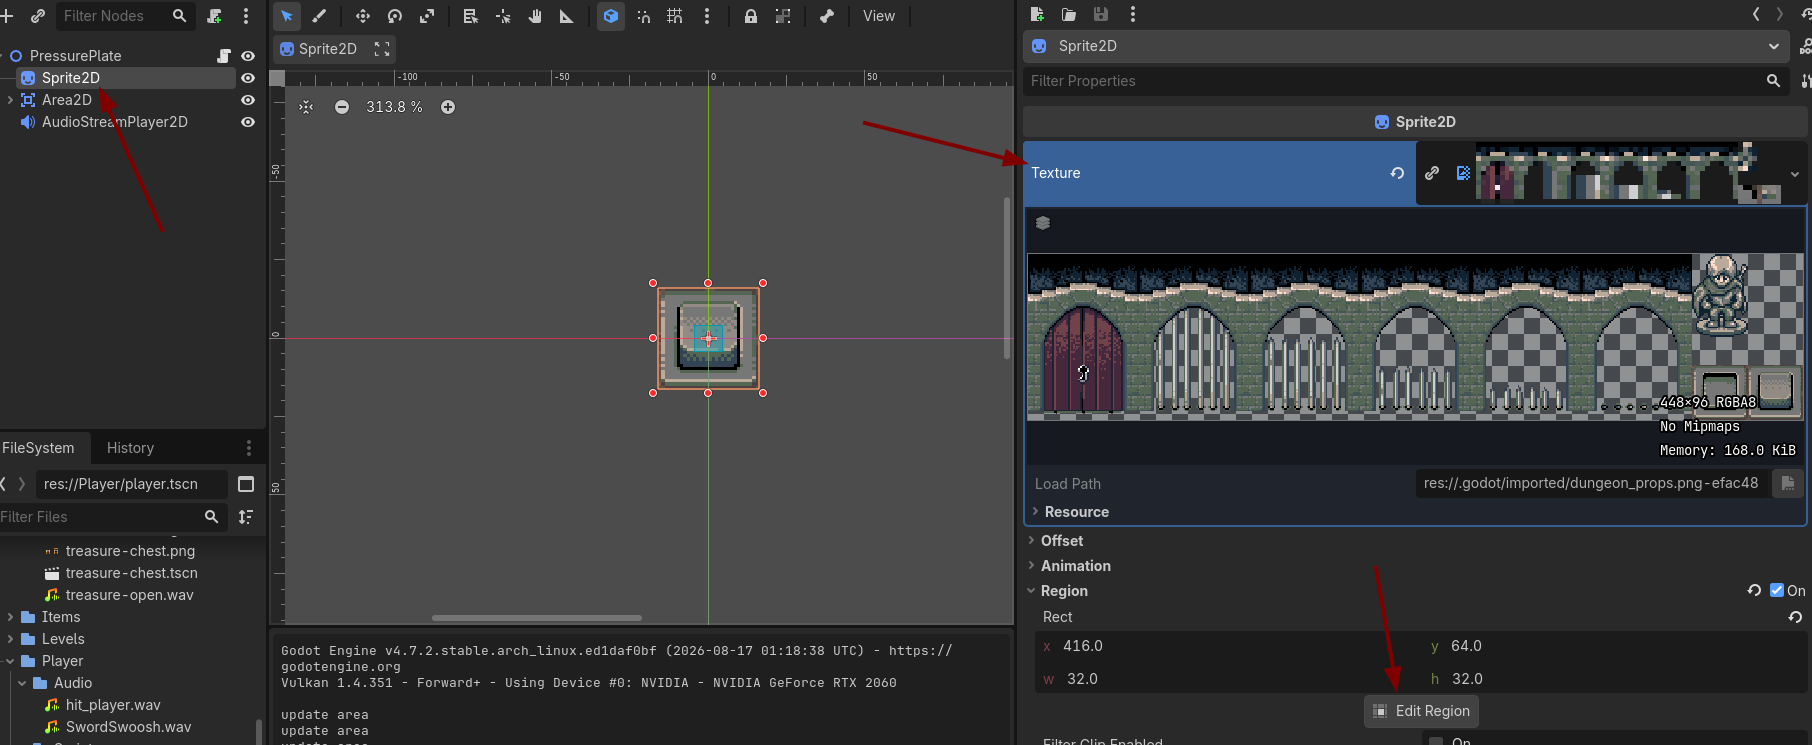 Filter Nodes
PressurePlate
Sprite2D
Area2D
AudioStreamPlayer2D
FileSystem
History
res://Player/player.tscn
Filter Files
treasure-chest.png
treasure-chest.tscn
treasure-open.wav
Items
Levels
Player
Audio
hit_player.wav
SwordSwoosh.wav
View
Sprite2D
-100
-50
0
50
-50
0
50
313.8 %
Godot Engine v4.7.2.stable.arch_linux.ed1daf0bf (2026-08-17 01:18:38 UTC) - https://
godotengine.org
Vulkan 1.4.351 - Forward+ - Using Device #0: NVIDIA - NVIDIA GeForce RTX 2060
update area
update area
update area
Sprite2D
Filter Properties
Sprite2D
Texture
448×96 RGBA8
No Mipmaps
Memory: 168.0 KiB
Load Path
res://.godot/imported/dungeon_props.png-efac48
Resource
Offset
Animation
Region
On
Rect
x 416.0
y 64.0
w 32.0
h 32.0
Edit Region
Filter Clip Enabled
On